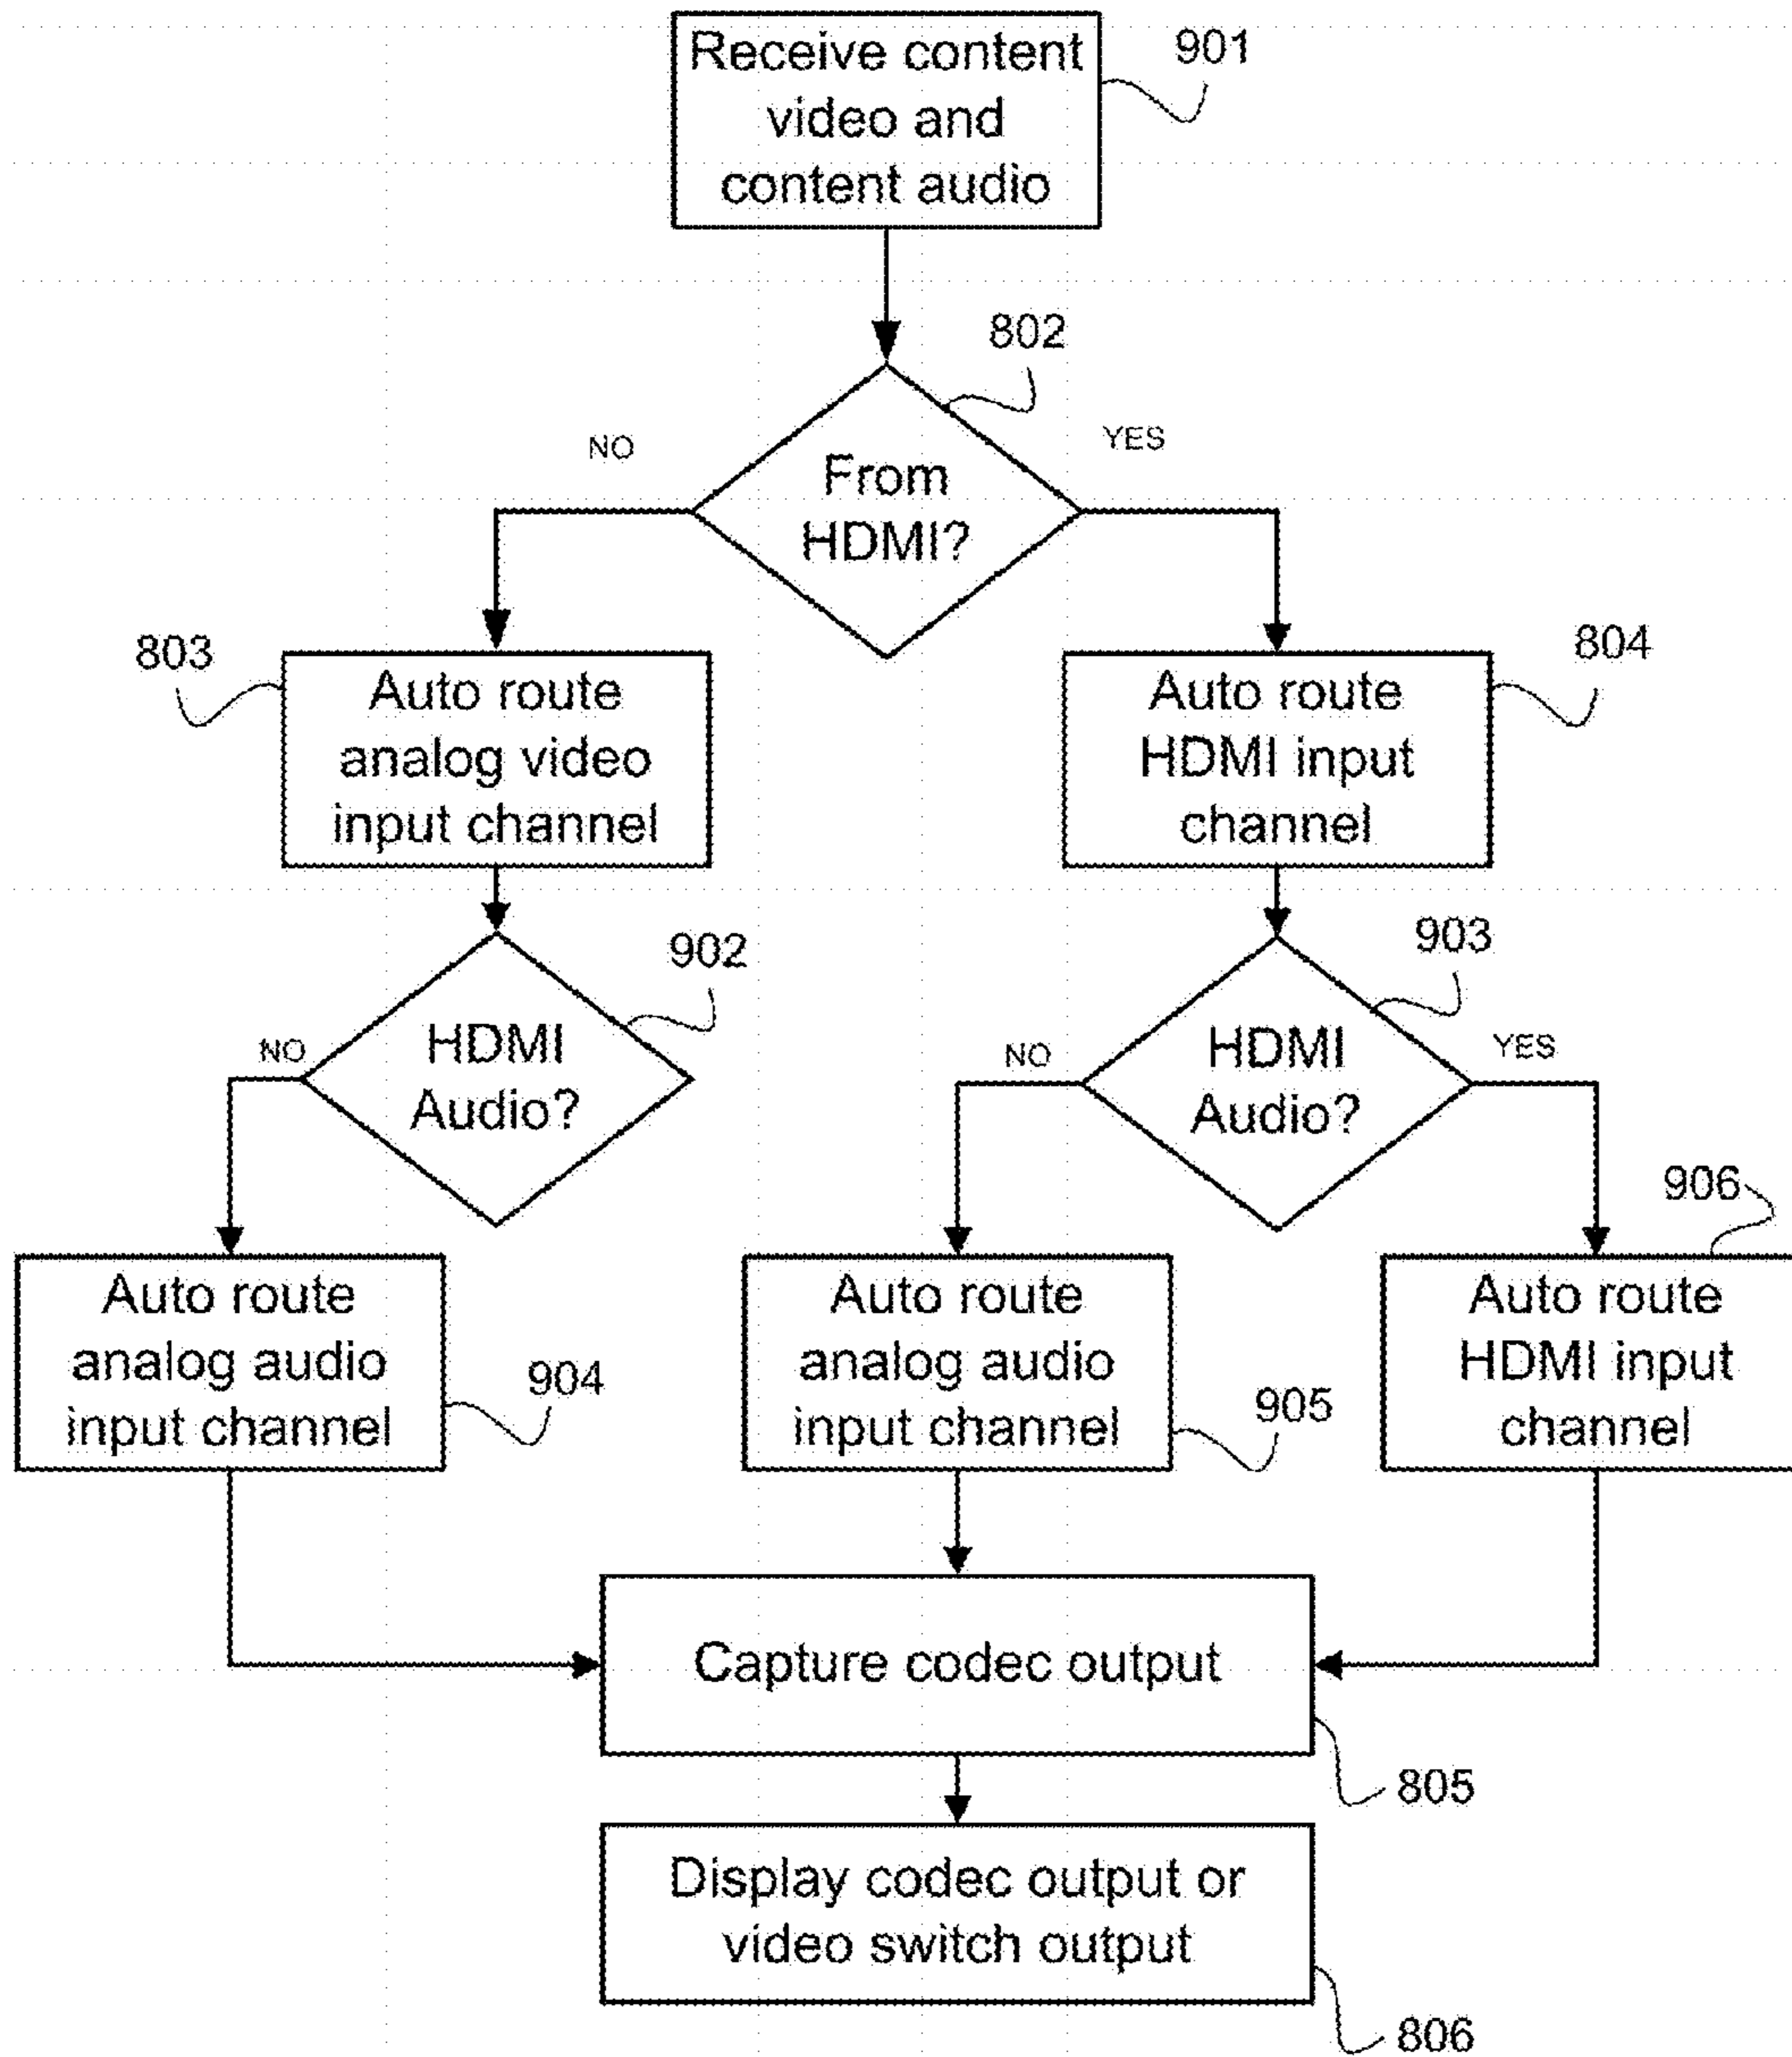 Receive content
video and
content audio
901
802
NO
YES
From
HDMI?
803
804
Auto route
analog video
input channel
Auto route
HDMI input
channel
902
903
NO
HDMI
Audio?
NO
HDMI
Audio?
YES
906
Auto route
analog audio
input channel
904
Auto route
analog audio
input channel
905
Auto route
HDMI input
channel
Capture codec output
805
Display codec output or
video switch output
806